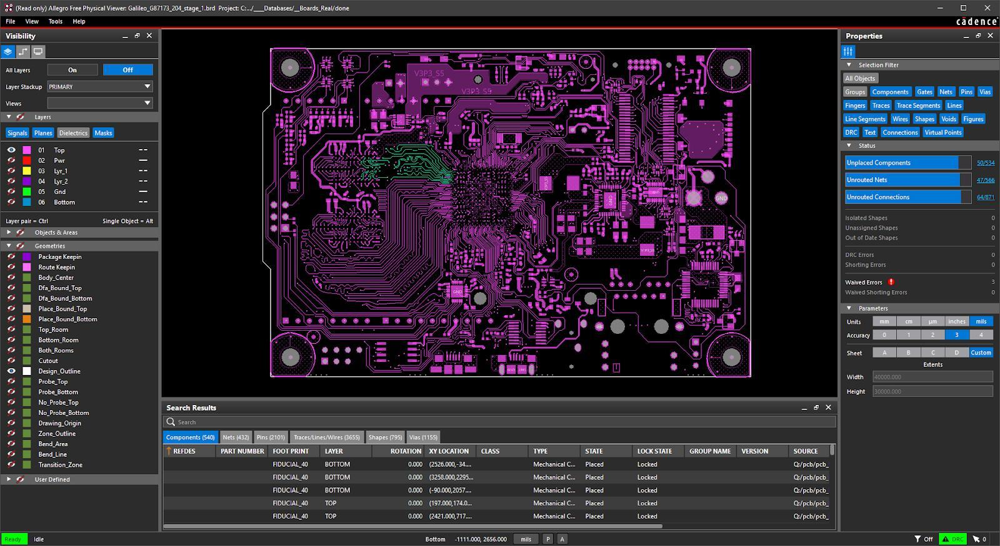 (Read only) Allegro Free Physical Viewer: Galileo_G87173_204_stage_1.brd  Project: C:.../____Databases/__Boards_Real/done
File View Tools Help
cādence
Visibility
All Layers On Off
Layer Stackup PRIMARY
Views
Layers
Signals Planes Dielectrics Masks
01 Top
02 Pwr
03 Lyr_1
04 Lyr_2
05 Gnd
06 Bottom
Layer pair = Ctrl Single Object = Alt
Objects & Areas
Geometries
Package Keepin
Route Keepin
Body_Center
Dfa_Bound_Top
Dfa_Bound_Bottom
Place_Bound_Top
Place_Bound_Bottom
Top_Room
Bottom_Room
Both_Rooms
Cutout
Design_Outline
Probe_Top
Probe_Bottom
No_Probe_Top
No_Probe_Bottom
Drawing_Origin
Zone_Outline
Bend_Area
Bend_Line
Transition_Zone
User Defined
V3P3_S5
V3P3_S5
GND
GND
GND
V1P3_S5
Search Results
Search
Components (540) Nets (432) Pins (2101) Traces/Lines/Wires (3655) Shapes (795) Vias (1155)
REFDES PART NUMBER FOOT PRINT LAYER ROTATION XY LOCATION CLASS TYPE STATE LOCK STATE GROUP NAME VERSION SOURCE
FIDUCIAL_40 BOTTOM 0.000 (2526.000,-34.... Mechanical C... Placed Locked Q:/pcb/pcb_
FIDUCIAL_40 BOTTOM 0.000 (3258.000,2295... Mechanical C... Placed Locked Q:/pcb/pcb_
FIDUCIAL_40 BOTTOM 0.000 (-90.000,2057.... Mechanical C... Placed Locked Q:/pcb/pcb_
FIDUCIAL_40 TOP 0.000 (197.000,174.0... Mechanical C... Placed Locked Q:/pcb/pcb_
FIDUCIAL_40 TOP 0.000 (2421.000,717.... Mechanical C... Placed Locked Q:/pcb/pcb_
Properties
Selection Filter
All Objects
Groups Components Gates Nets Pins Vias
Fingers Traces Trace Segments Lines
Line Segments Wires Shapes Voids Figures
DRC Text Connections Virtual Points
Status
Unplaced Components 50/534
Unrouted Nets 47/566
Unrouted Connections 64/871
Isolated Shapes 0
Unassigned Shapes 0
Out of Date Shapes 0
DRC Errors 0
Shorting Errors 0
Waived Errors 3
Waived Shorting Errors 0
Parameters
Units mm cm µm inches mils
Accuracy 0 1 2 3 4
Sheet A B C D Custom
Extents
Width 40000.000
Height 30000.000
Ready Idle Bottom -1111.000, 2656.000 mils P A Off DRC 0